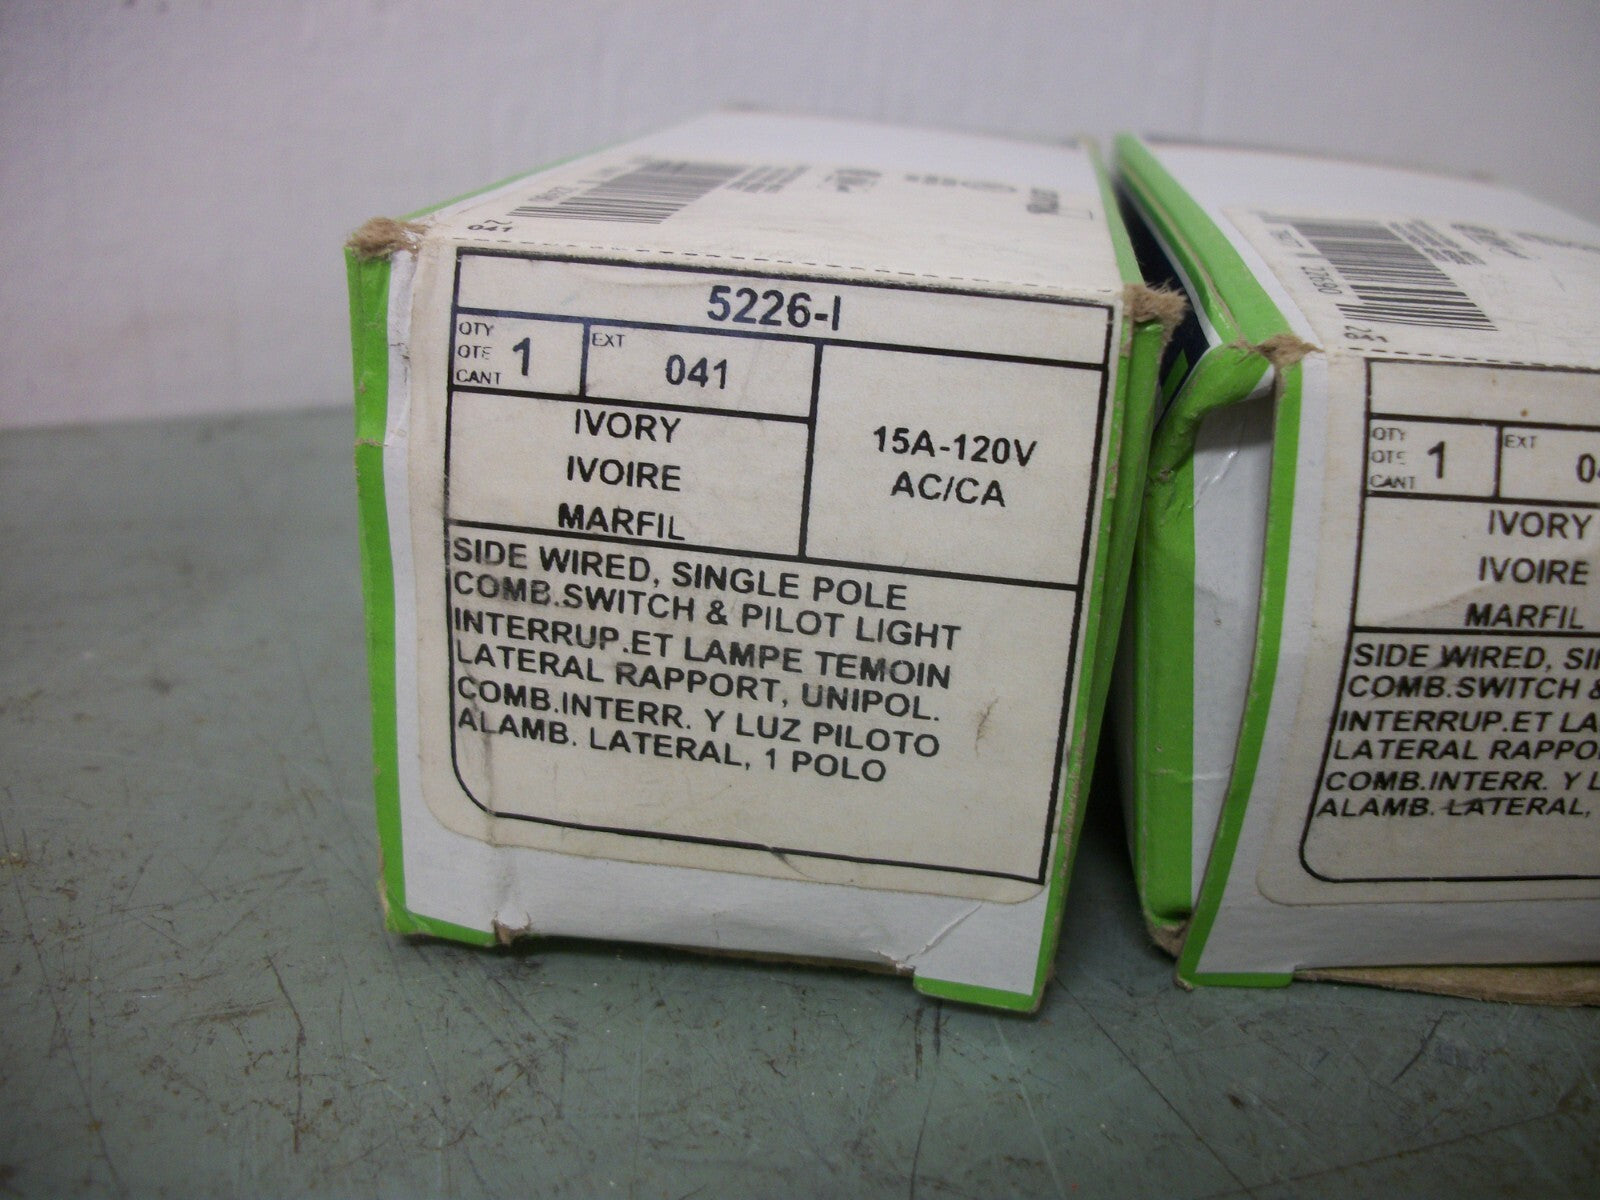 041
5226-I
QTY
QTE 1
CANT
EXT
041
IVORY
IVOIRE
MARFIL
15A-120V
AC/CA
SIDE WIRED, SINGLE POLE
COMB.SWITCH & PILOT LIGHT
INTERRUP.ET LAMPE TEMOIN
LATERAL RAPPORT, UNIPOL.
COMB.INTERR. Y LUZ PILOTO
ALAMB. LATERAL, 1 POLO
041
QTY
QTE 1
CANT
EXT
IVORY
IVOIRE
MARFIL
SIDE WIRED,
COMB.SWITCH
INTERRUP.ET
LATERAL
COMB.INTERR. Y
ALAMB. LATERAL,